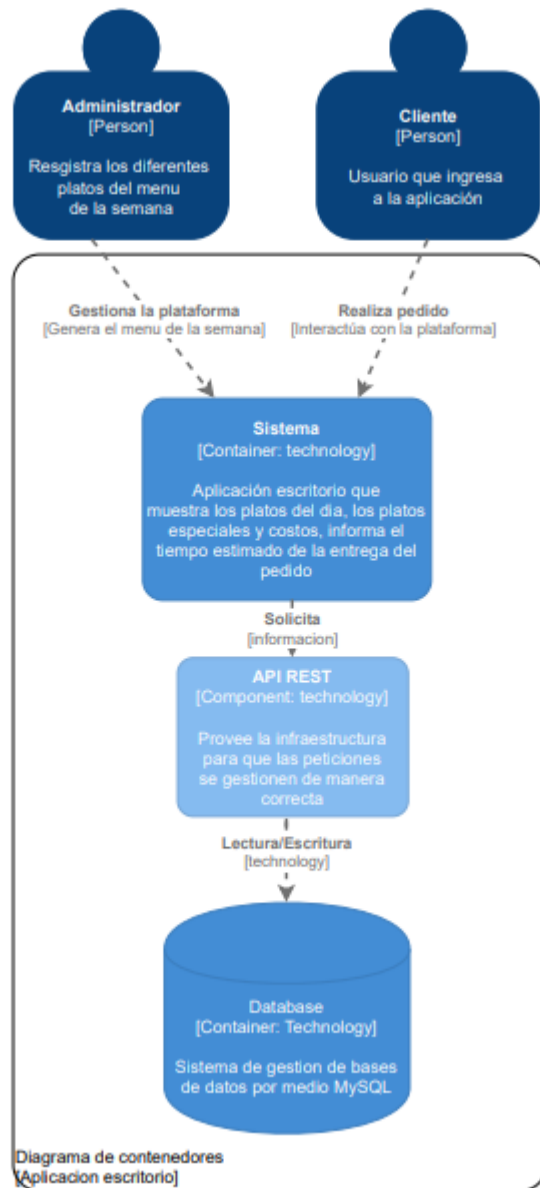 Administrador
[Person]
Resgistra los diferentes
platos del menu
de la semana
Cliente
[Person]
Usuario que ingresa
a la aplicación
Gestiona la plataforma
[Genera el menu de la semana]
Realiza pedido
[Interactúa con la plataforma]
Sistema
[Container: technology]
Aplicación escritorio que
muestra los platos del dia, los platos
especiales y costos, informa el
tiempo estimado de la entrega del
pedido
Solicita
[informacion]
API REST
[Component: technology]
Provee la infraestructura
para que las peticiones
se gestionen de manera
correcta
Lectura/Escritura
[technology]
Database
[Container: Technology]
Sistema de gestion de bases
de datos por medio MySQL
Diagrama de contenedores
[Aplicacion escritorio]